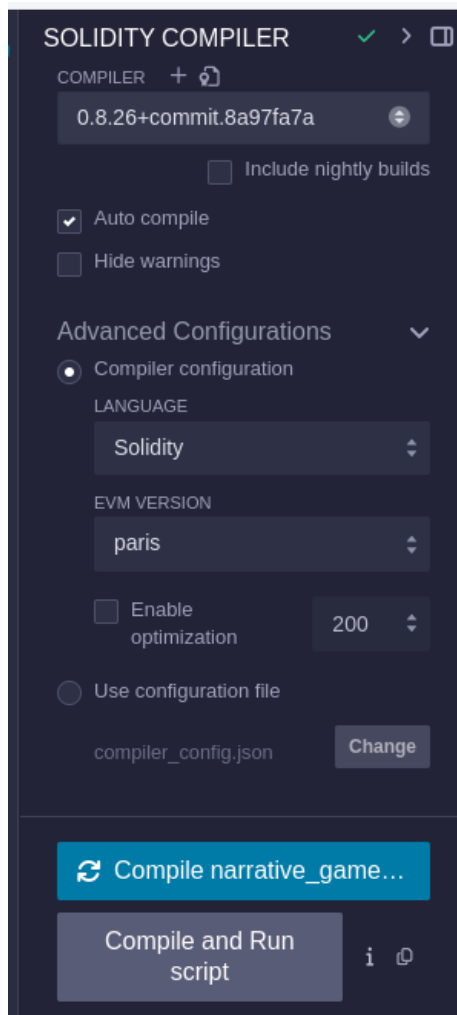 SOLIDITY COMPILER
COMPILER
0.8.26+commit.8a97fa7a
Include nightly builds
Auto compile
Hide warnings
Advanced Configurations
Compiler configuration
LANGUAGE
Solidity
EVM VERSION
paris
Enable
optimization
200
Use configuration file
compiler_config.json
Change
Compile narrative_game...
Compile and Run
script
i